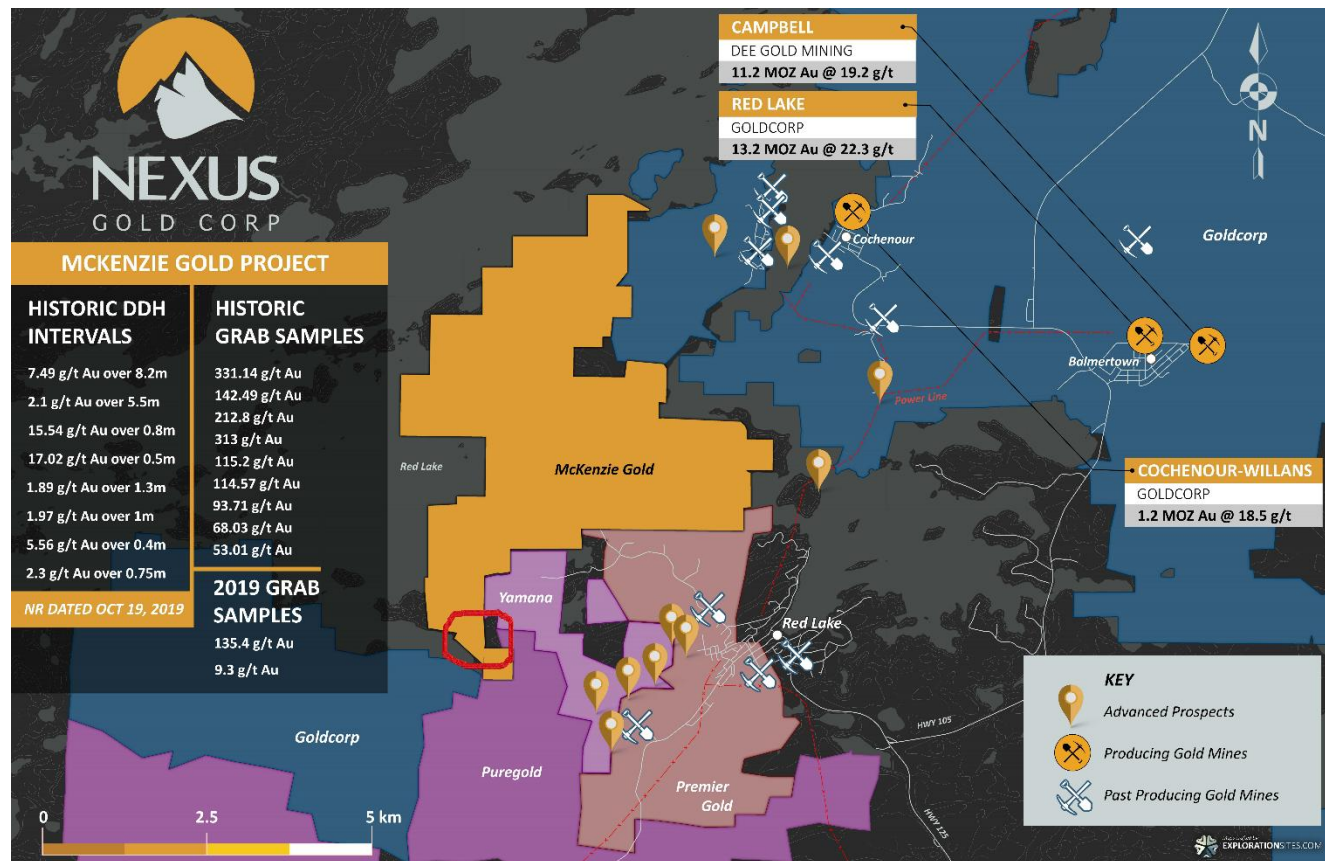 NEXUS
GOLD CORP
MCKENZIE GOLD PROJECT
HISTORIC DDH
INTERVALS
7.49 g/t Au over 8.2m
2.1 g/t Au over 5.5m
15.54 g/t Au over 0.8m
17.02 g/t Au over 0.5m
1.89 g/t Au over 1.3m
1.97 g/t Au over 1m
5.56 g/t Au over 0.4m
2.3 g/t Au over 0.75m
NR DATED OCT 19, 2019
HISTORIC
GRAB SAMPLES
331.14 g/t Au
142.49 g/t Au
212.8 g/t Au
313 g/t Au
115.2 g/t Au
114.57 g/t Au
93.71 g/t Au
68.03 g/t Au
53.01 g/t Au
2019 GRAB
SAMPLES
135.4 g/t Au
9.3 g/t Au
CAMPBELL
DEE GOLD MINING
11.2 MOZ Au @ 19.2 g/t
RED LAKE
GOLDCORP
13.2 MOZ Au @ 22.3 g/t
N
Cochenour
Goldcorp
Balmertown
Power Line
Red Lake
McKenzie Gold
COCHENOUR-WILLANS
GOLDCORP
1.2 MOZ Au @ 18.5 g/t
Yamana
Red Lake
Goldcorp
Puregold
Premier
Gold
HWY 105
HWY 125
KEY
Advanced Prospects
Producing Gold Mines
Past Producing Gold Mines
0
2.5
5 km
EXPLORATIONSITES.COM